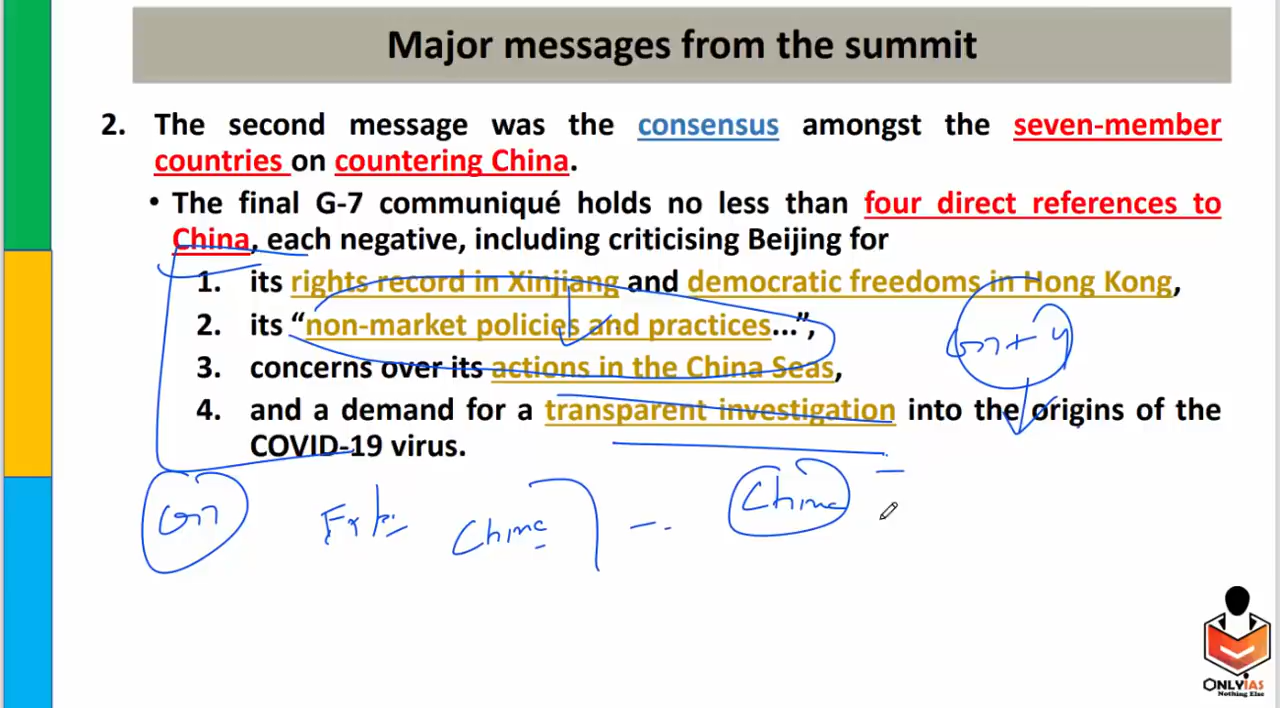 Major messages from the summit
2. The second message was the consensus amongst the seven-member
countries on countering China.
• The final G-7 communiqué holds no less than four direct references to
China, each negative, including criticising Beijing for
1. its rights record in Xinjiang and democratic freedoms in Hong Kong,
2. its “non-market policies and practices...”,
3. concerns over its actions in the China Seas,
4. and a demand for a transparent investigation into the origins of the
COVID-19 virus.
China
China
ONLYIAS
Nothing Else